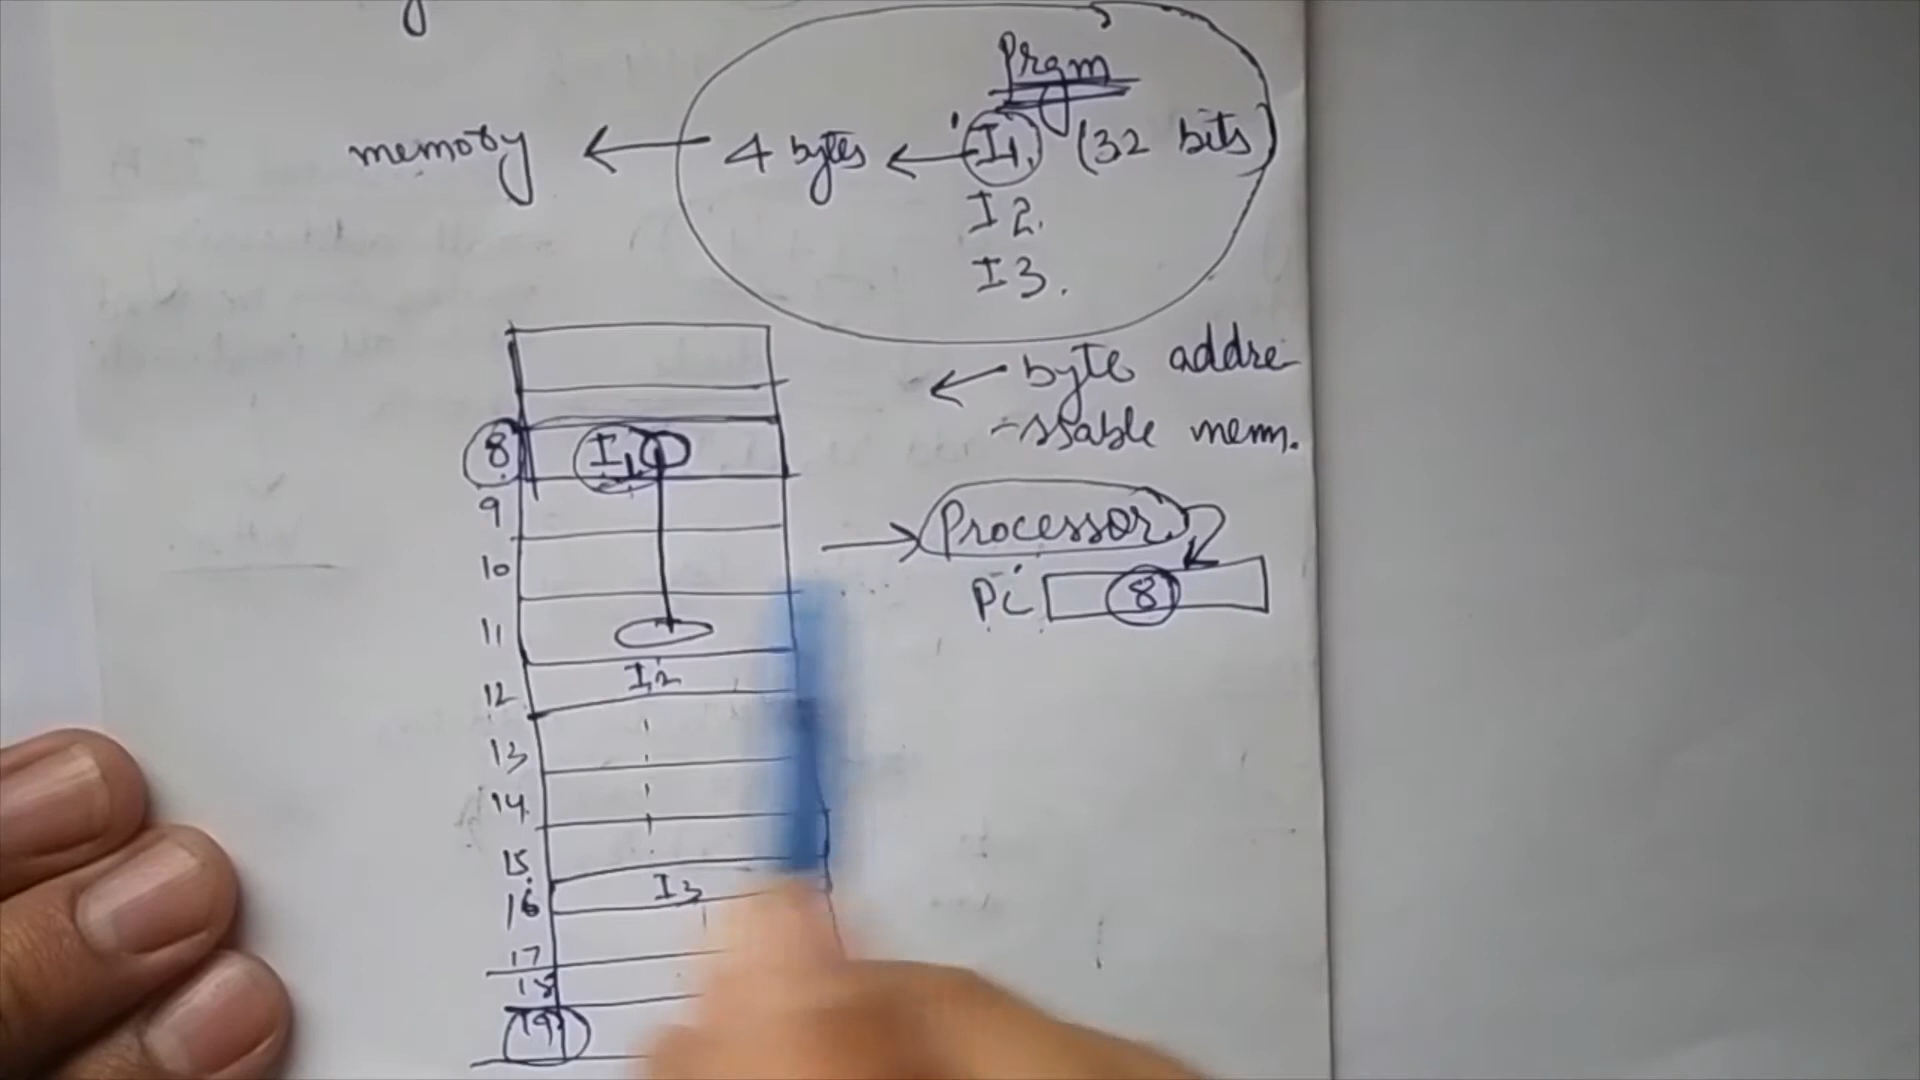 Prgm
memory ← 4 bytes ← I1. (32 bits)
I2.
I3.
← byte addre-
-ssable mem.
8 I1
9
→ Processor
10
PC 8
11
12 I2
13
14
15
16 I3
17
18
19